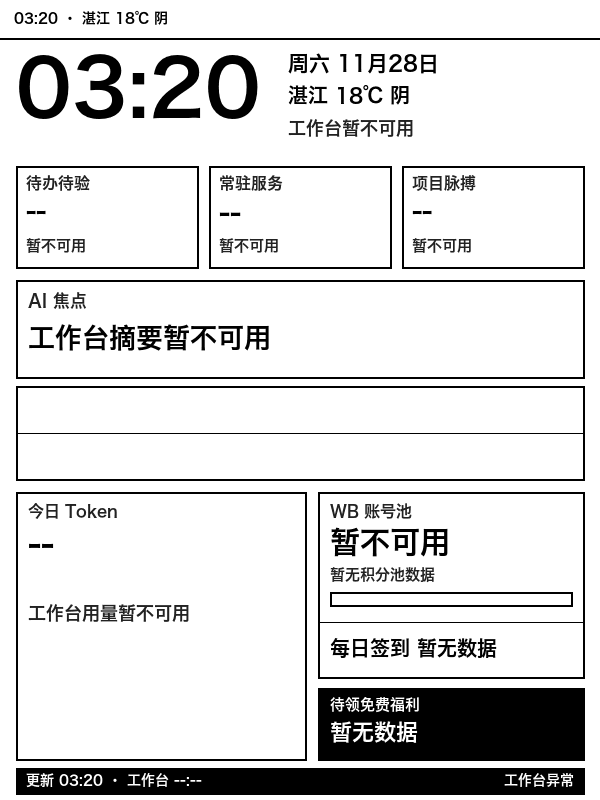 03:20 · 湛江 18℃ 阴
03:20
周六 11月28日
湛江 18℃ 阴
工作台暂不可用
待办待验
--
暂不可用
常驻服务
--
暂不可用
项目脉搏
--
暂不可用
AI 焦点
工作台摘要暂不可用
今日 Token
--
工作台用量暂不可用
WB 账号池
暂不可用
暂无积分池数据
每日签到 暂无数据
待领免费福利
暂无数据
更新 03:20 · 工作台 --:--
工作台异常